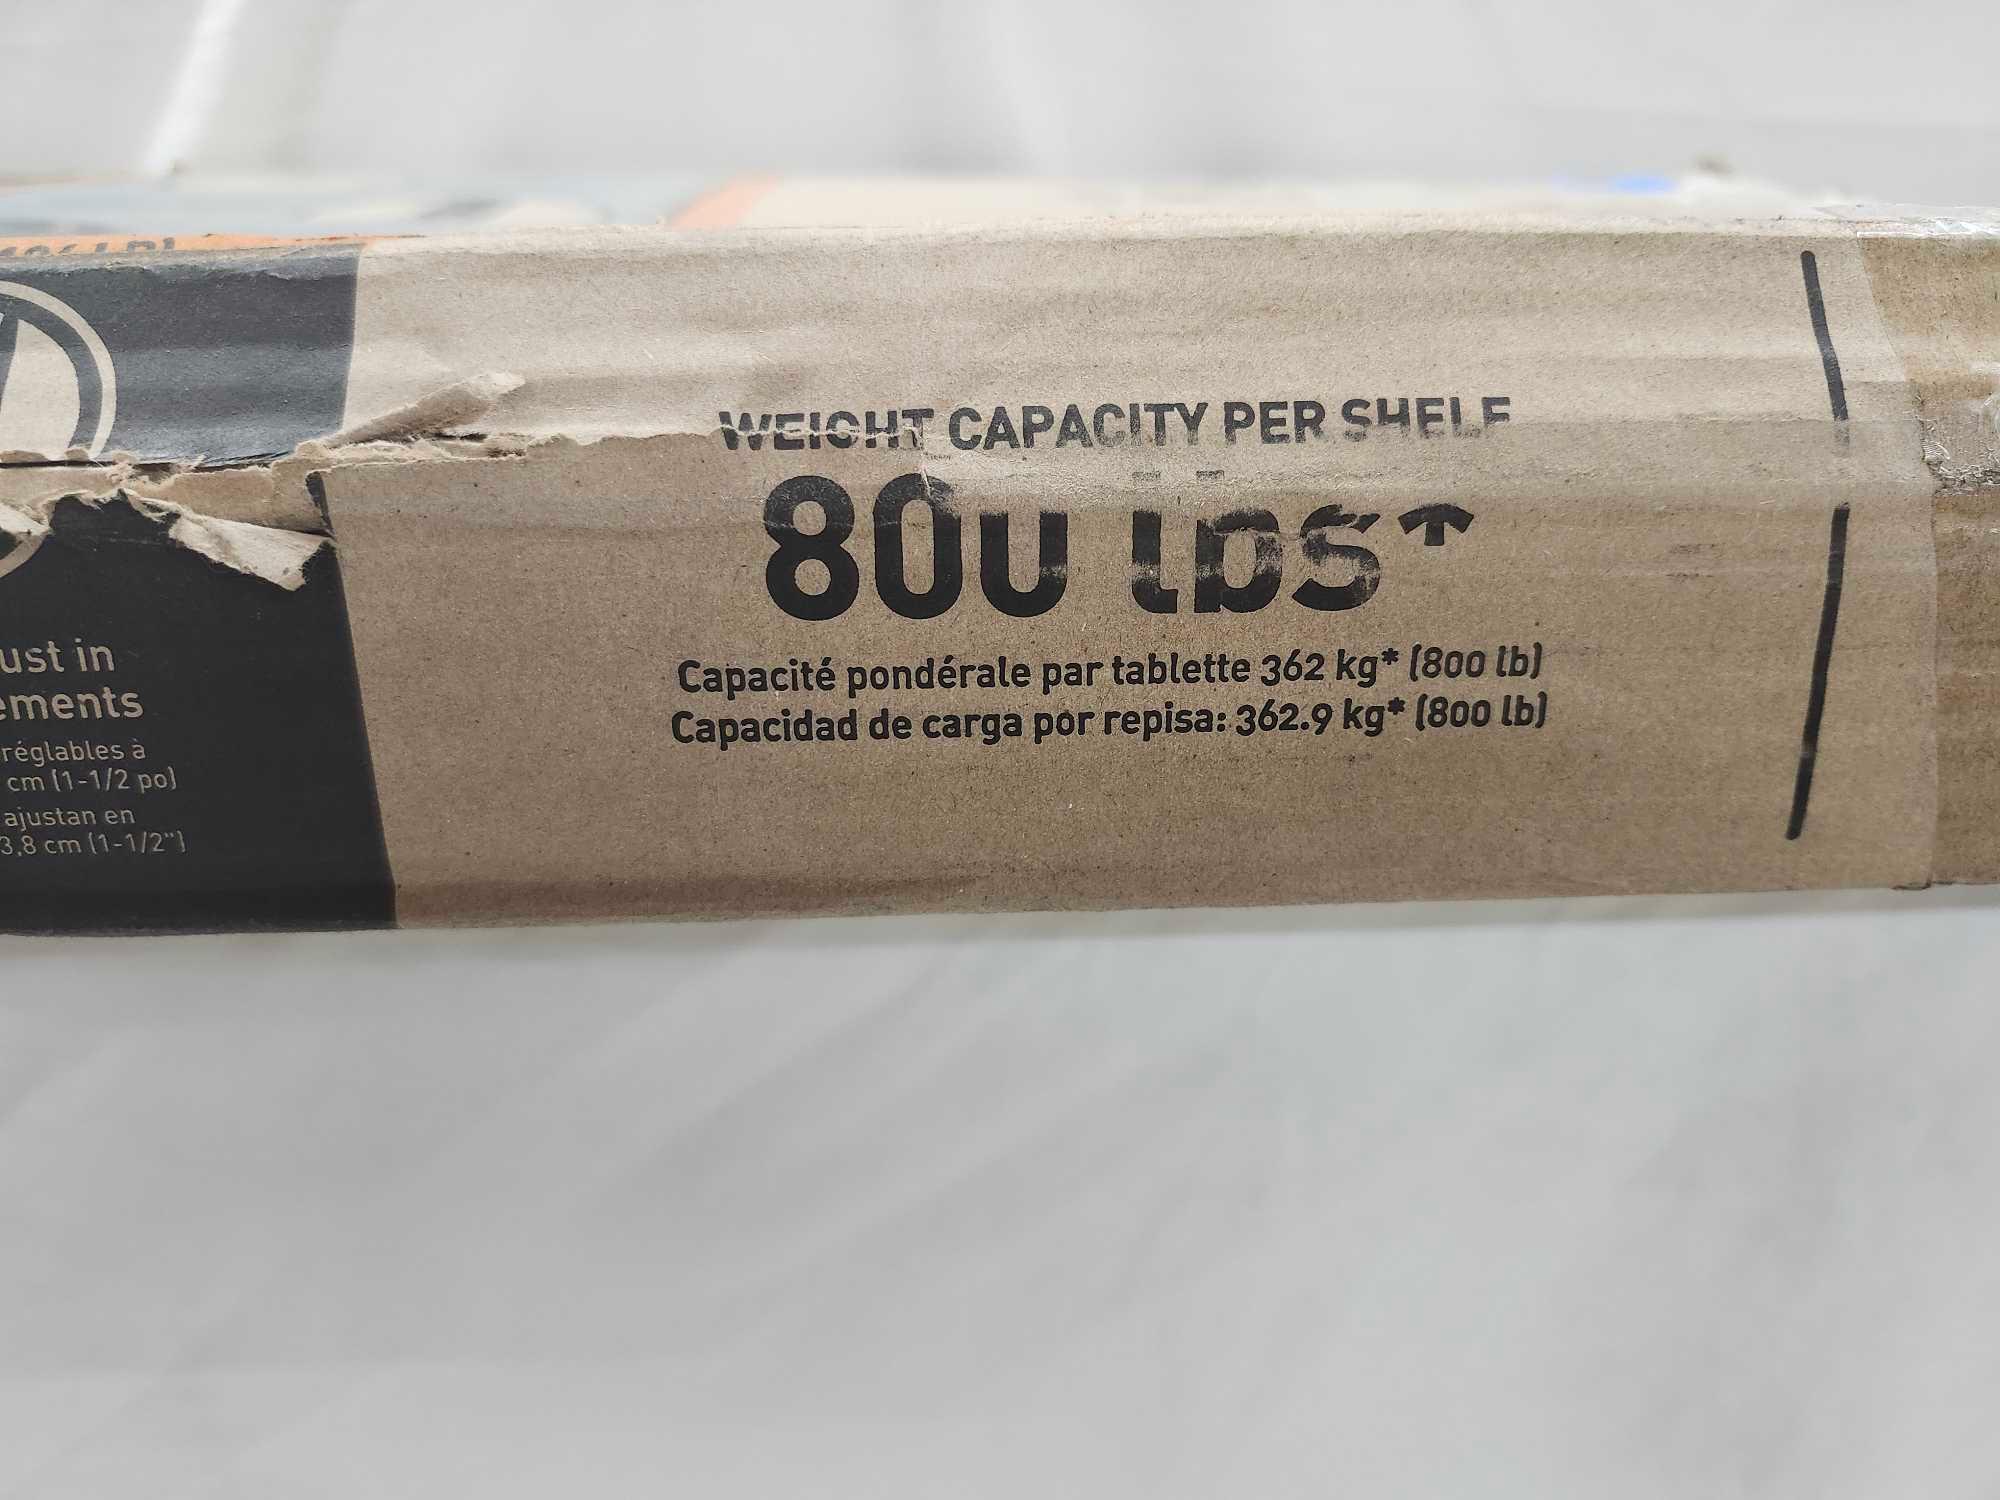 WEIGHT CAPACITY PER SHELF
800 lbs*
Capacité pondérale par tablette 362 kg* (800 lb)
Capacidad de carga por repisa: 362.9 kg* (800 lb)
ust in
ements
réglables à
cm (1-1/2 po)
ajustan en
3,8 cm (1-1/2")